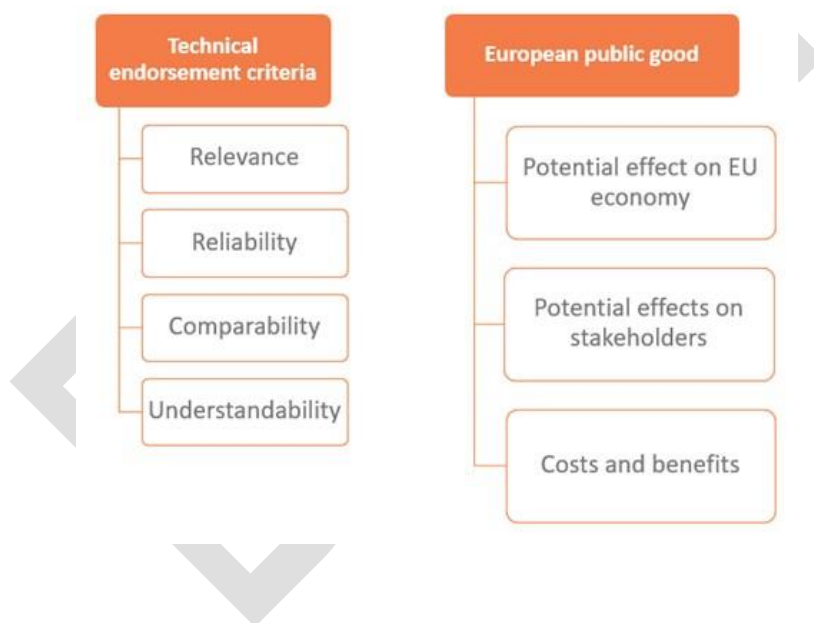 Technical
endorsement criteria
Relevance
Reliability
Comparability
Understandability
European public good
Potential effect on EU
economy
Potential effects on
stakeholders
Costs and benefits